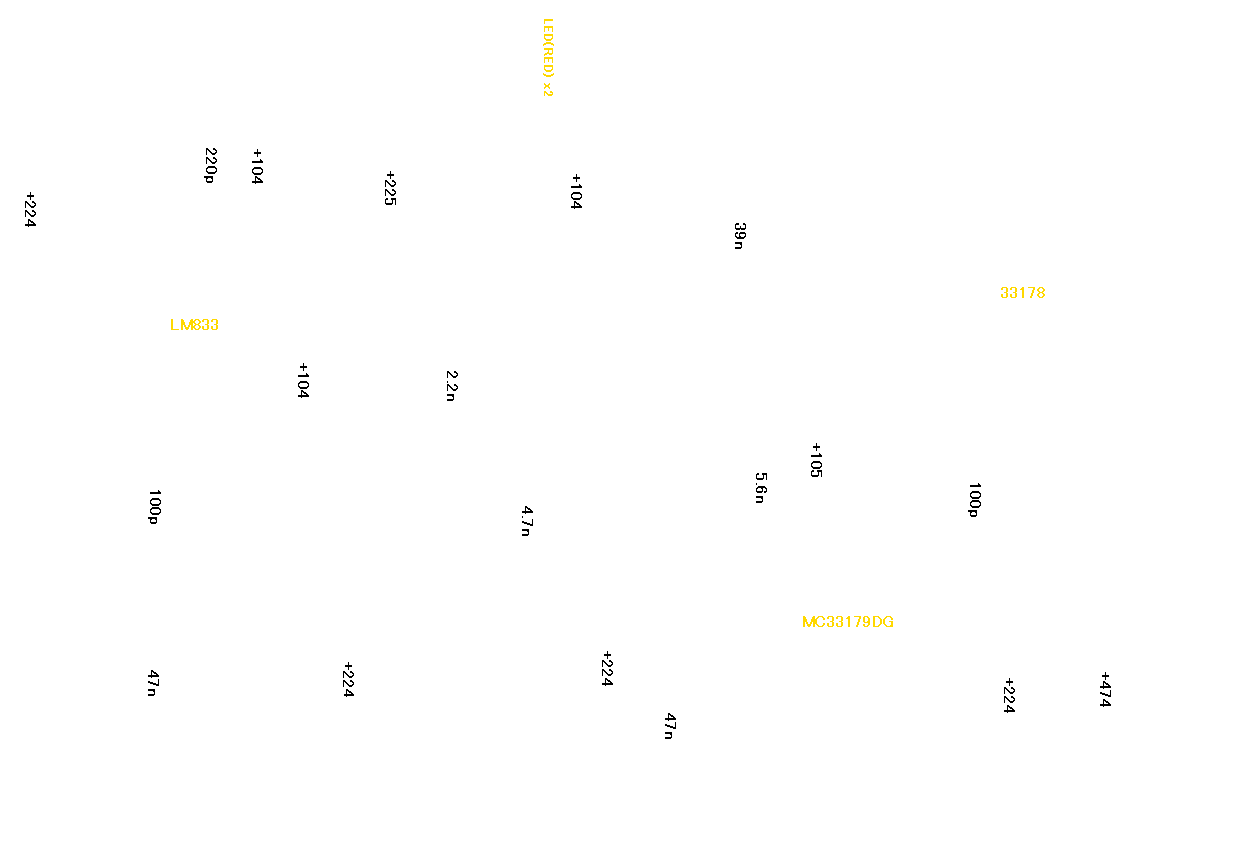 LED(RED) x2
220p
+104
+225
+104
+224
39n
33178
LM833
+104
2.2n
+105
5.6n
100p
100p
4.7n
MC33179DG
+224
47n
+224
+224
+474
47n